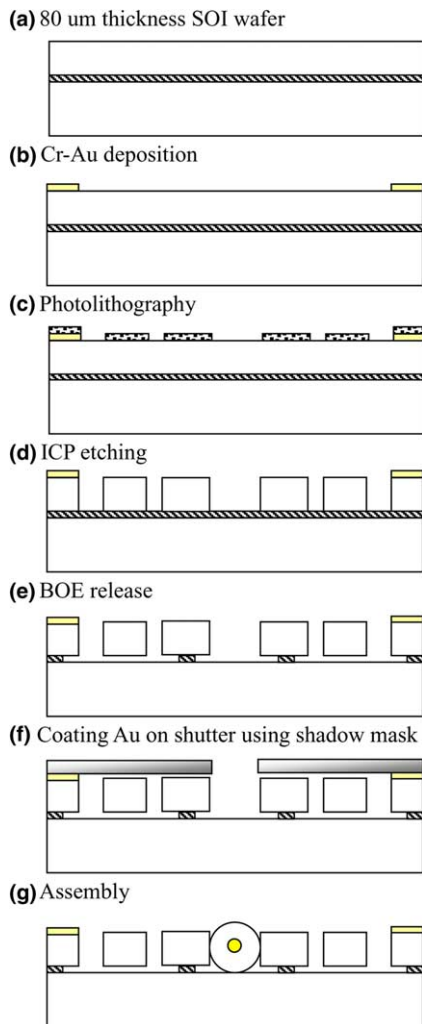 (a) 80 um thickness SOI wafer
(b) Cr-Au deposition
(c) Photolithography
(d) ICP etching
(e) BOE release
(f) Coating Au on shutter using shadow mask
(g) Assembly